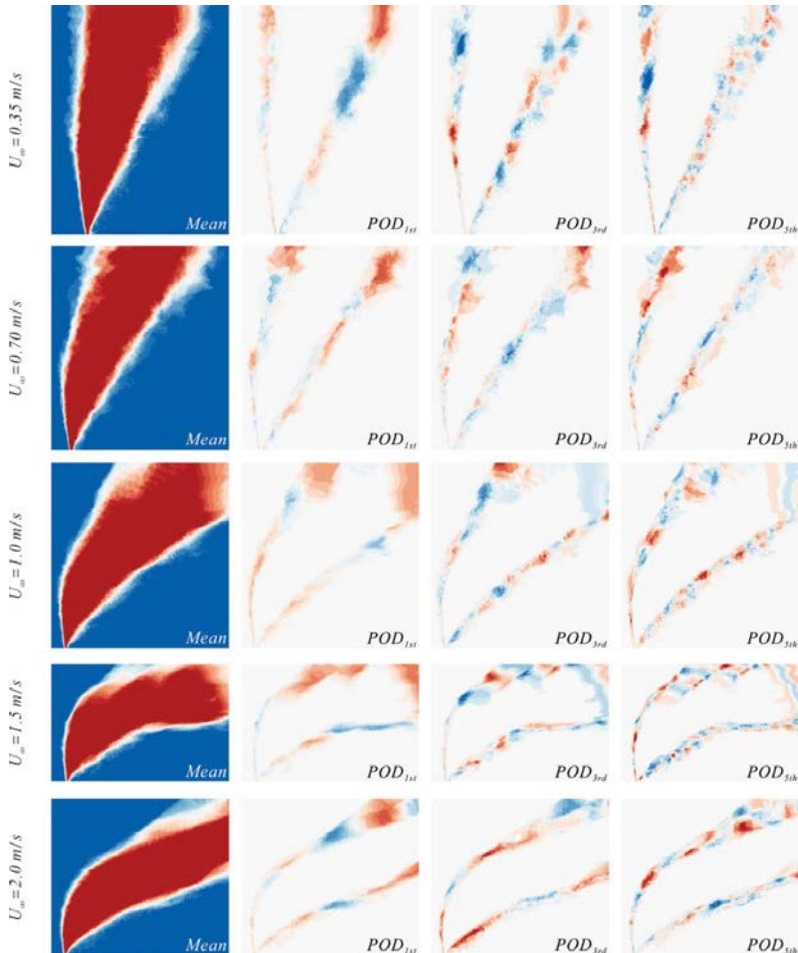 U∞=0.35 m/s
Mean
POD1st
POD3rd
POD5th
U∞=0.70 m/s
Mean
POD1st
POD3rd
POD5th
U∞=1.0 m/s
Mean
POD1st
POD3rd
POD5th
U∞=1.5 m/s
Mean
POD1st
POD3rd
POD5th
U∞=2.0 m/s
Mean
POD1st
POD3rd
POD5th